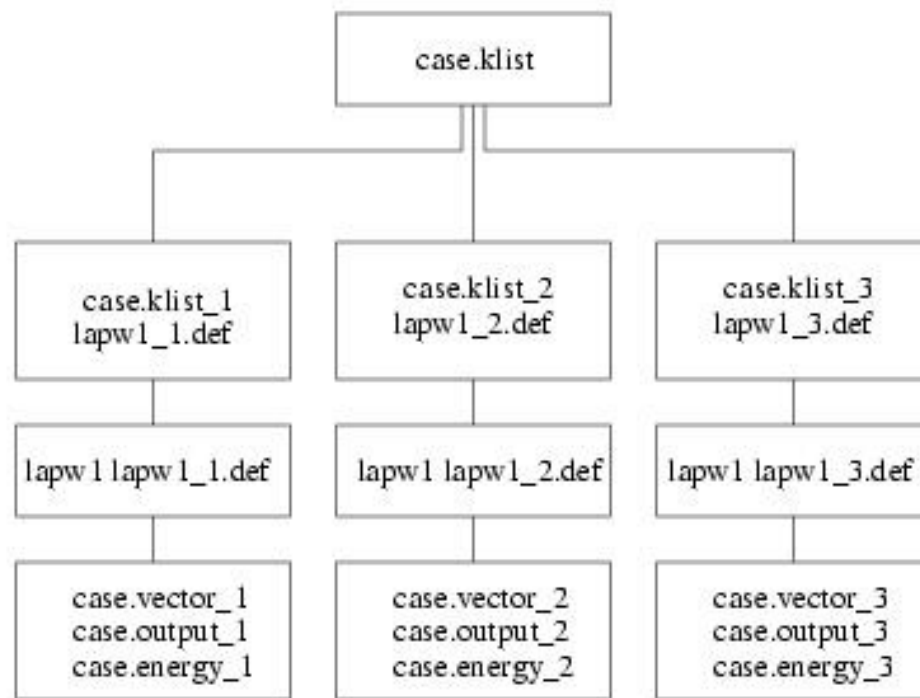 case.klist
case.klist_1
lapw1_1.def
case.klist_2
lapw1_2.def
case.klist_3
lapw1_3.def
lapw1 lapw1_1.def
lapw1 lapw1_2.def
lapw1 lapw1_3.def
case.vector_1
case.output_1
case.energy_1
case.vector_2
case.output_2
case.energy_2
case.vector_3
case.output_3
case.energy_3